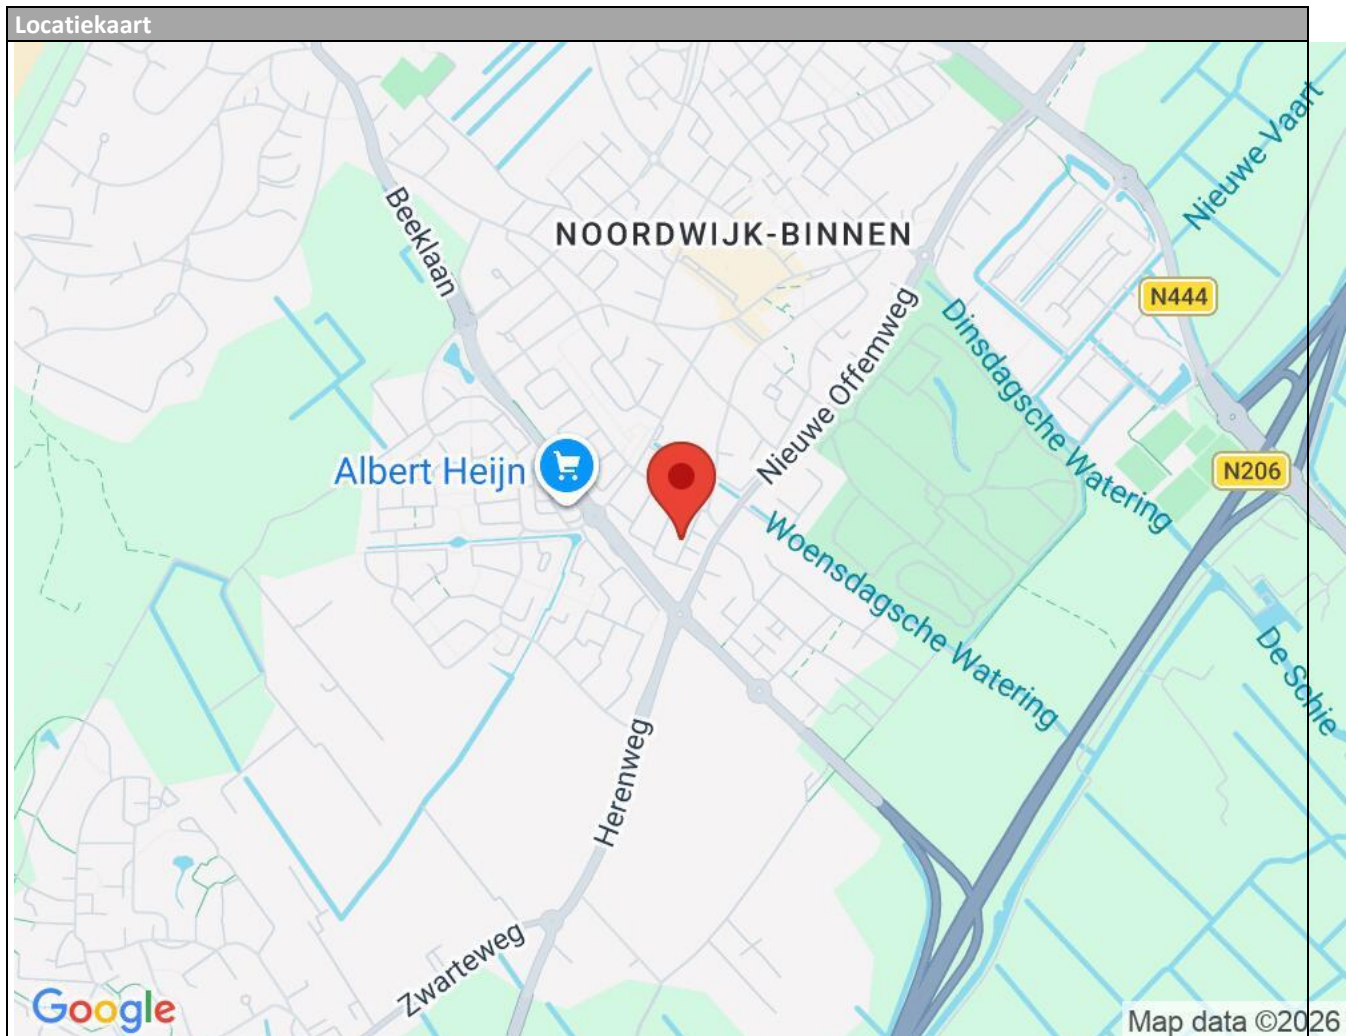 Locatiekaart
Nieuwe Vaart
Beeklaan
NOORDWIJK-BINNEN
N444
Nieuwe Offemweg
Dinsdagsche Watering
Albert Heijn
N206
Woensdagsche Watering
De Schie
Herenweg
Zwarteweg
Google
Map data ©2026